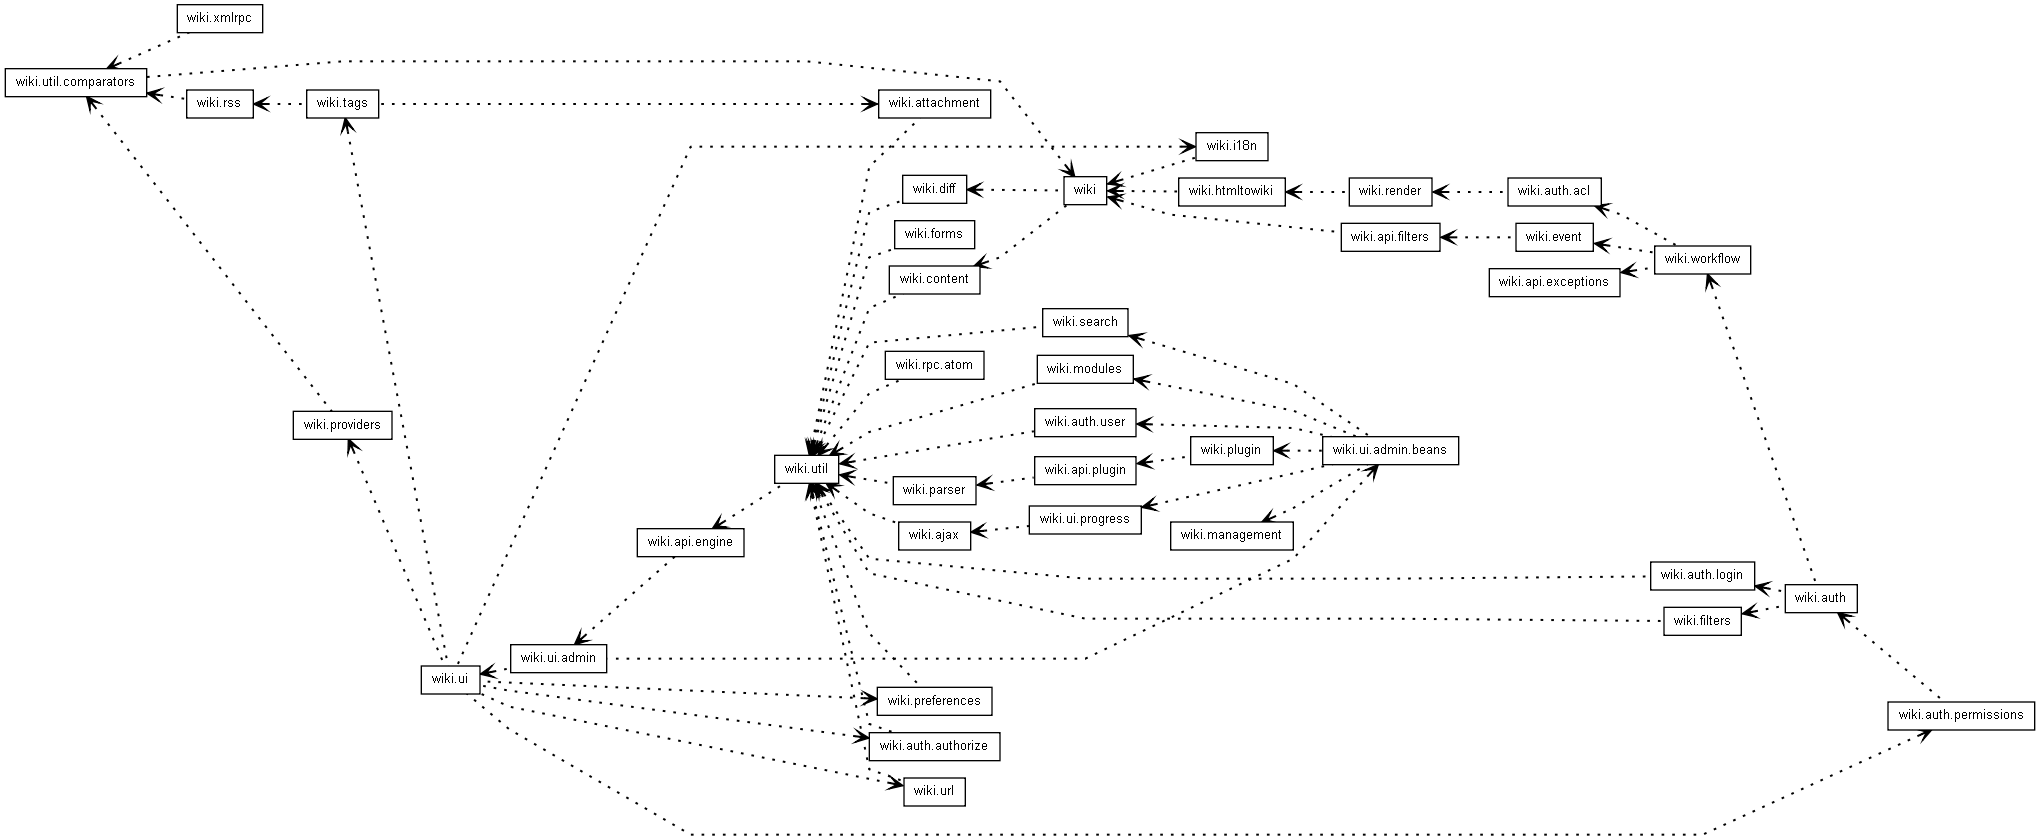 wiki.xmlrpc
wiki.util.comparators
wiki.rss
wiki.tags
wiki.attachment
wiki.i18n
wiki.diff
wiki
wiki.htmltowiki
wiki.render
wiki.auth.acl
wiki.forms
wiki.api.filters
wiki.event
wiki.workflow
wiki.content
wiki.api.exceptions
wiki.search
wiki.rpc.atom
wiki.modules
wiki.providers
wiki.auth.user
wiki.plugin
wiki.ui.admin.beans
wiki.util
wiki.api.plugin
wiki.parser
wiki.ui.progress
wiki.ajax
wiki.management
wiki.api.engine
wiki.auth.login
wiki.auth
wiki.filters
wiki.ui.admin
wiki.ui
wiki.preferences
wiki.auth.permissions
wiki.auth.authorize
wiki.url